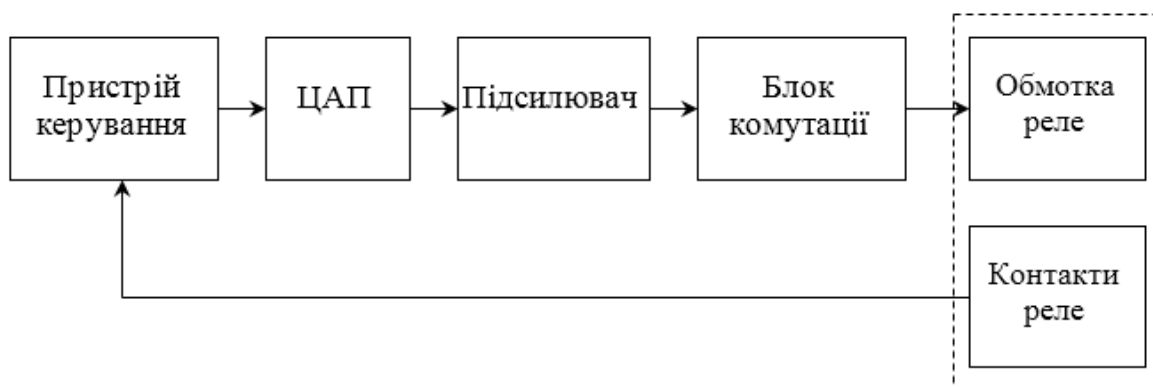 Пристрій
керування
ЦАП
Підсилювач
Блок
комутації
Обмотка
реле
Контакти
реле